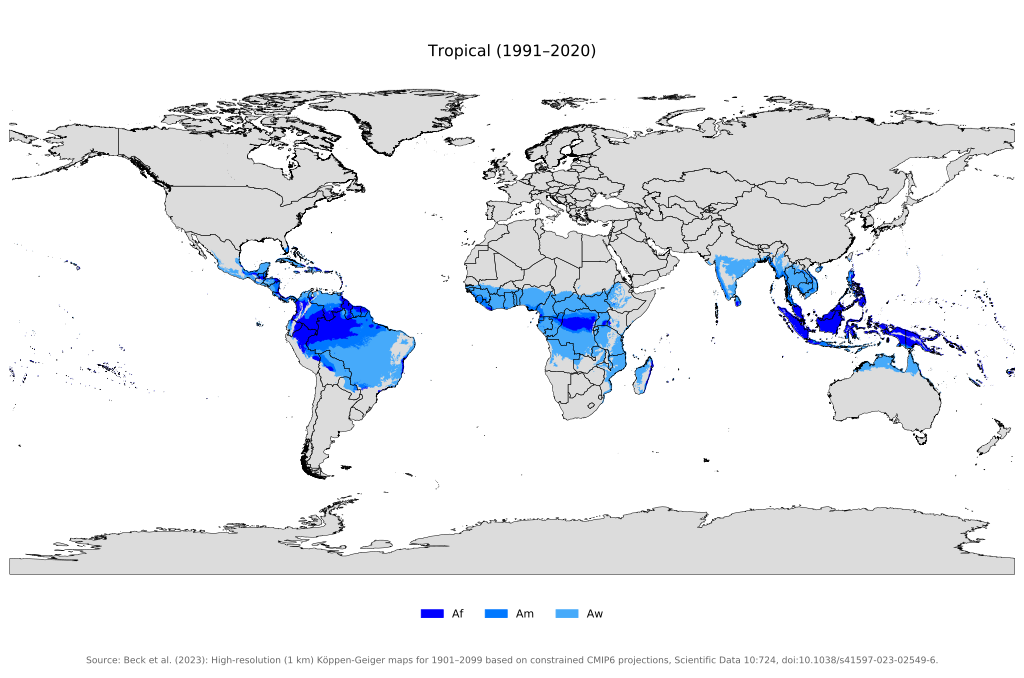 Tropical (1991–2020)
Af Am Aw
Source: Beck et al. (2023): High-resolution (1 km) Köppen-Geiger maps for 1901–2099 based on constrained CMIP6 projections, Scientific Data 10:724, doi:10.1038/s41597-023-02549-6.